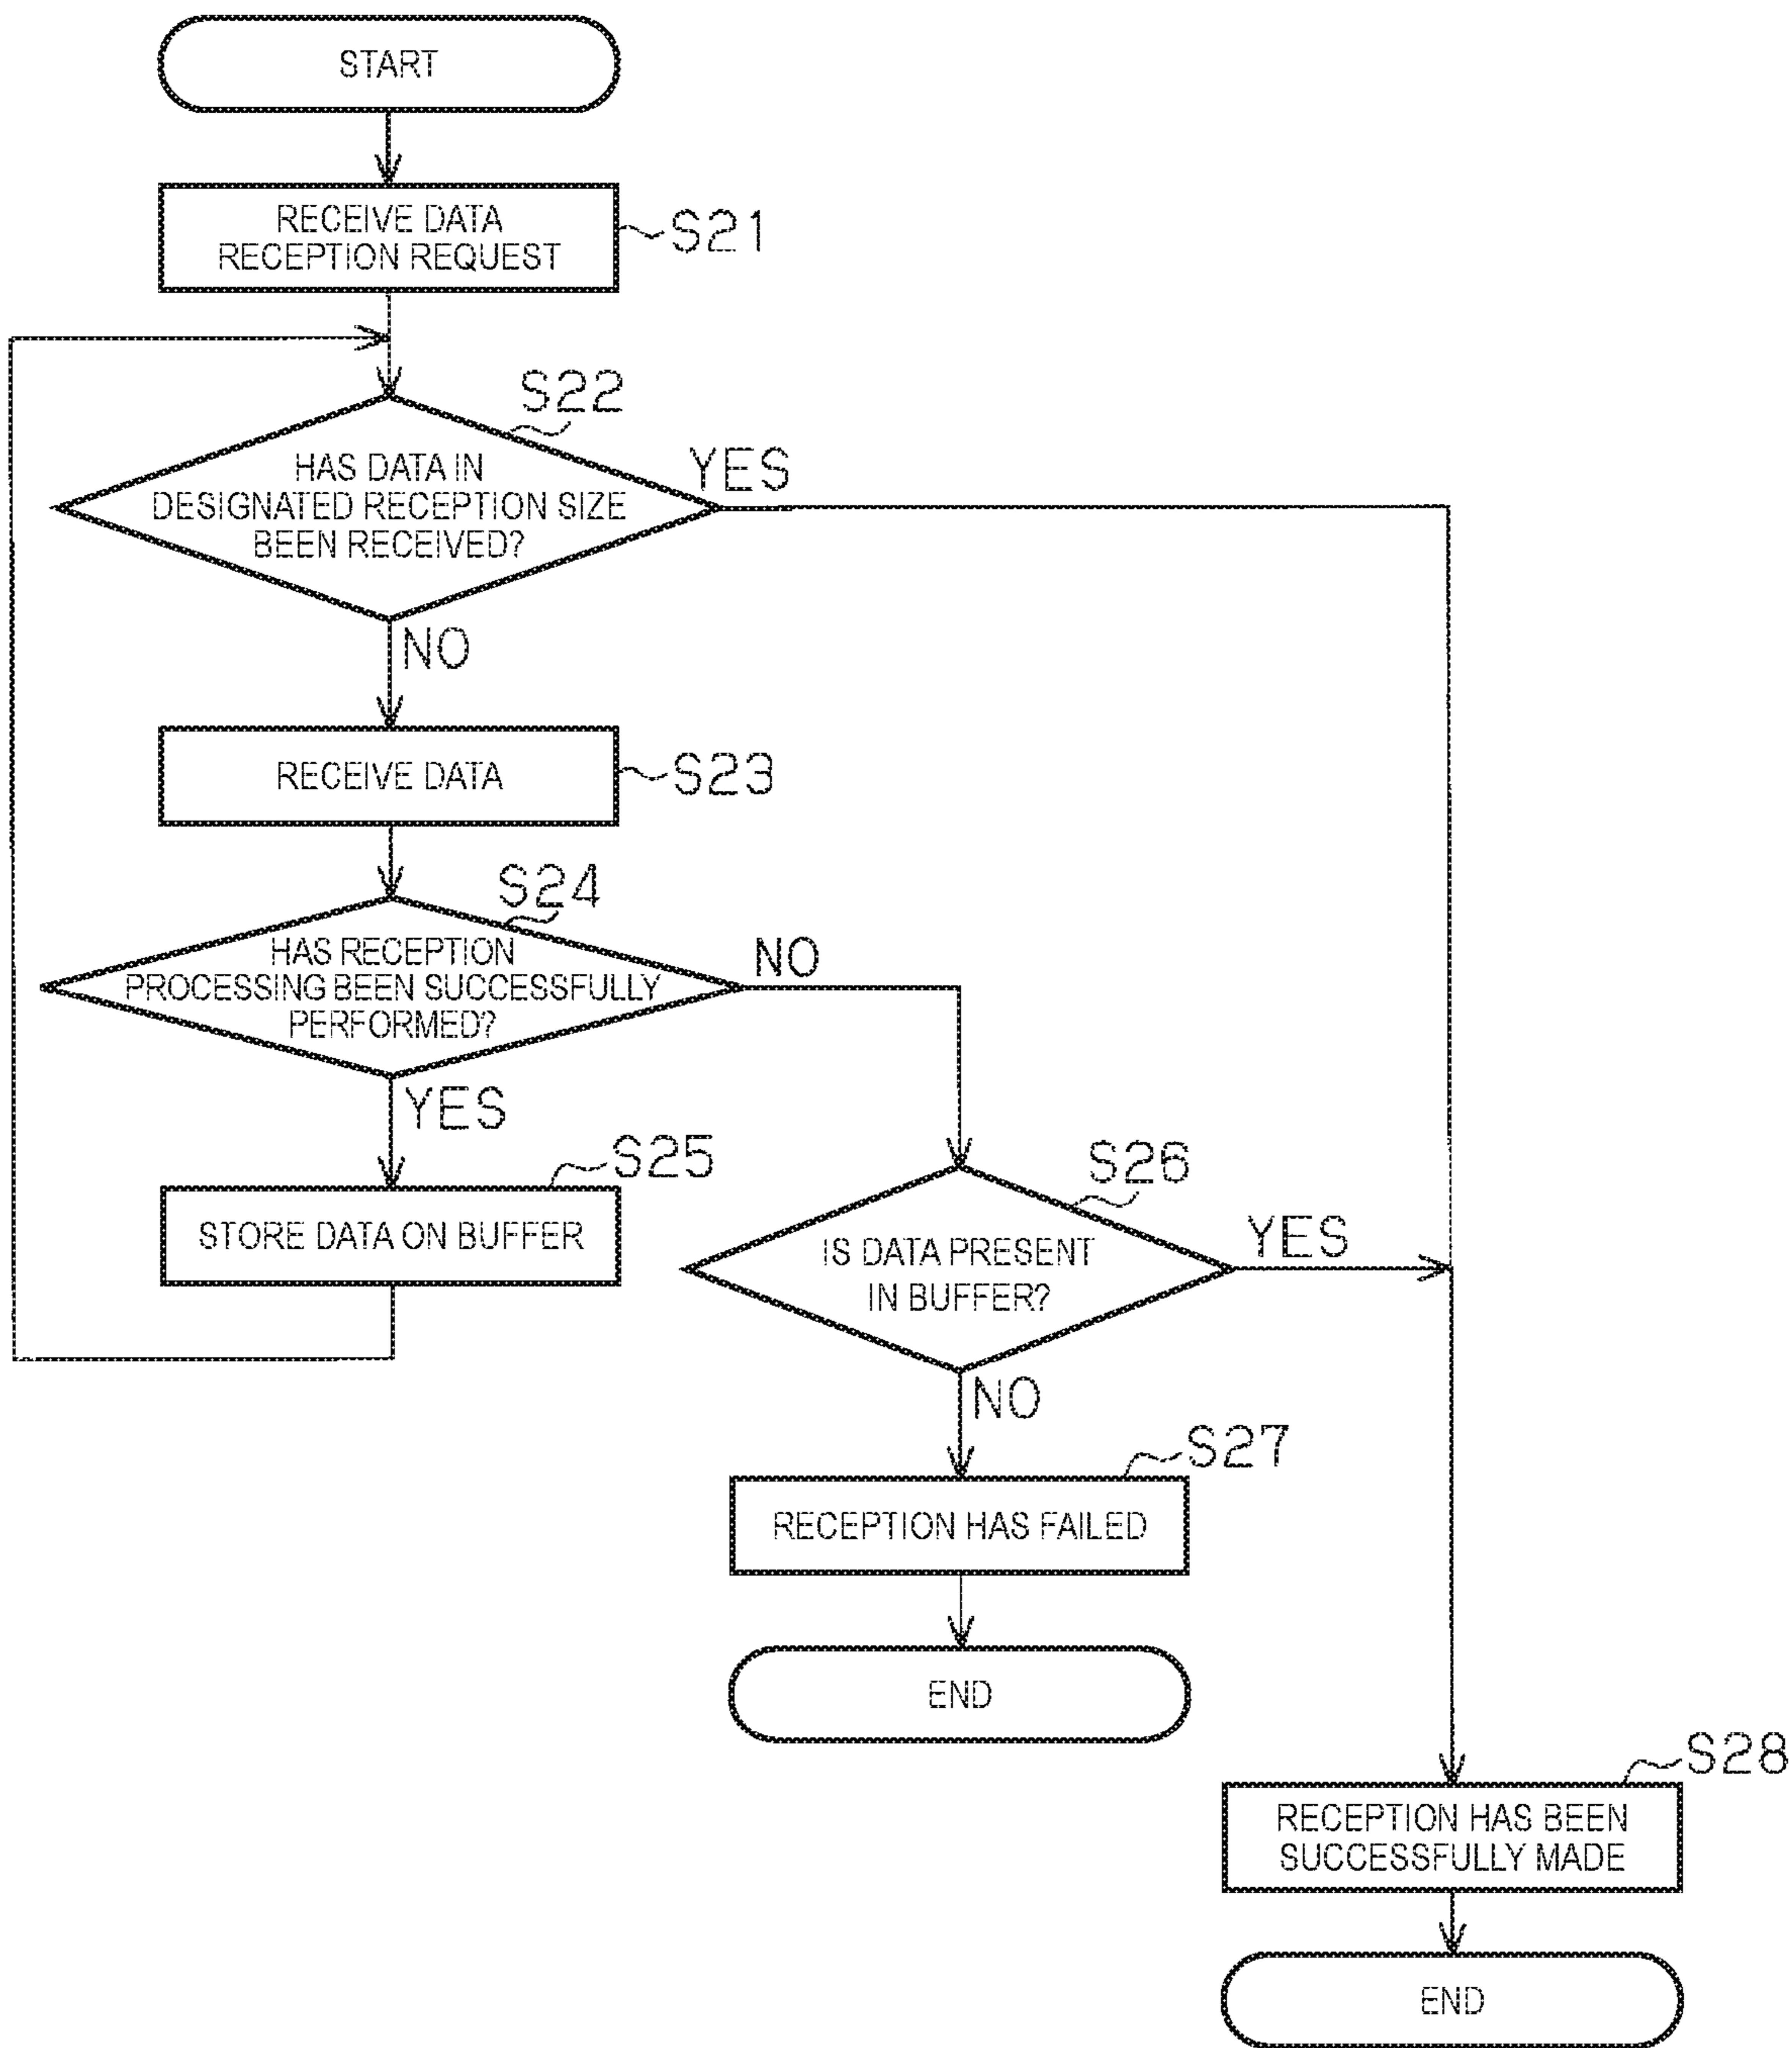 START
RECEIVE DATA
RECEPTION REQUEST
S21
S22
HAS DATA IN
DESIGNATED RECEPTION SIZE
BEEN RECEIVED?
YES
NO
RECEIVE DATA
S23
S24
HAS RECEPTION
PROCESSING BEEN SUCCESSFULLY
PERFORMED?
NO
YES
S25
STORE DATA ON BUFFER
S26
IS DATA PRESENT
IN BUFFER?
YES
NO
S27
RECEPTION HAS FAILED
END
S28
RECEPTION HAS BEEN
SUCCESSFULLY MADE
END